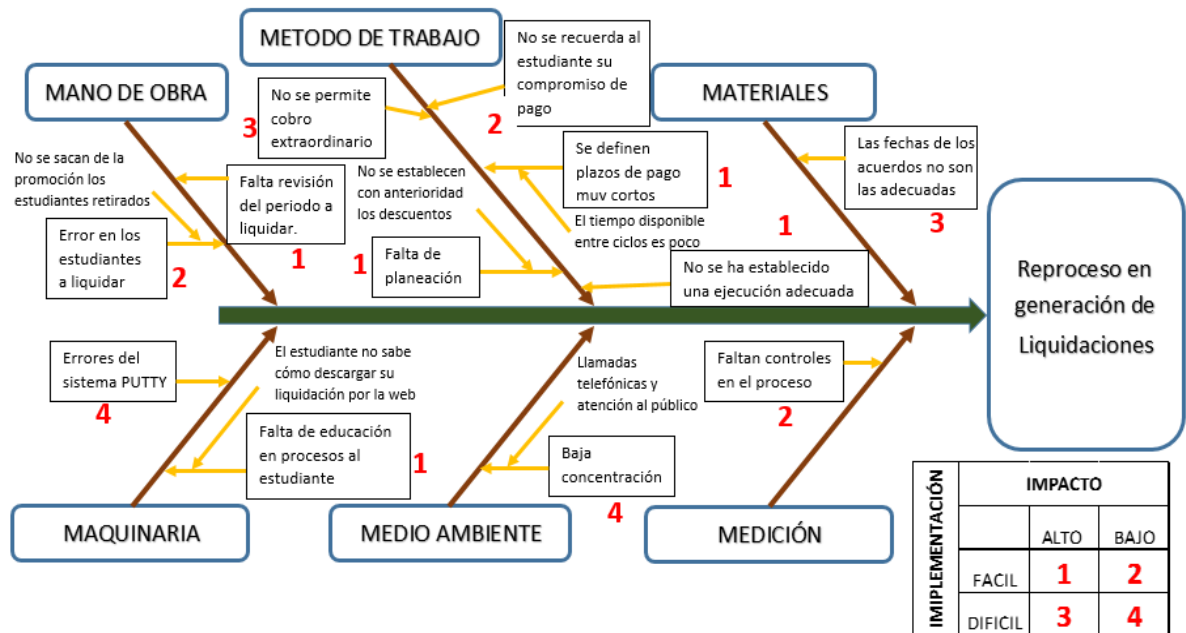 METODO DE TRABAJO
MANO DE OBRA
MATERIALES
No se recuerda al
estudiante su
compromiso de
pago
2
No se permite
cobro
extraordinario
3
Las fechas de los
acuerdos no son
las adecuadas
3
No se sacan de la
promoción los
estudiantes retirados
Falta revisión
del periodo a
liquidar.
1
Error en los
estudiantes
a liquidar
2
No se establecen
con anterioridad
los descuentos
Se definen
plazos de pago
muv cortos
1
El tiempo disponible
entre ciclos es poco
1
Falta de
planeación
1
No se ha establecido
una ejecución adecuada
Reproceso en
generación de
Liquidaciones
Errores del
sistema PUTTY
4
El estudiante no sabe
cómo descargar su
liquidación por la web
Falta de educación
en procesos al
estudiante
1
Llamadas
telefónicas y
atención al público
Baja
concentración
4
Faltan controles
en el proceso
2
MAQUINARIA
MEDIO AMBIENTE
MEDICIÓN
IMIPLEMENTACIÓN
IMPACTO
ALTO BAJO
FACIL 1 2
DIFICIL 3 4